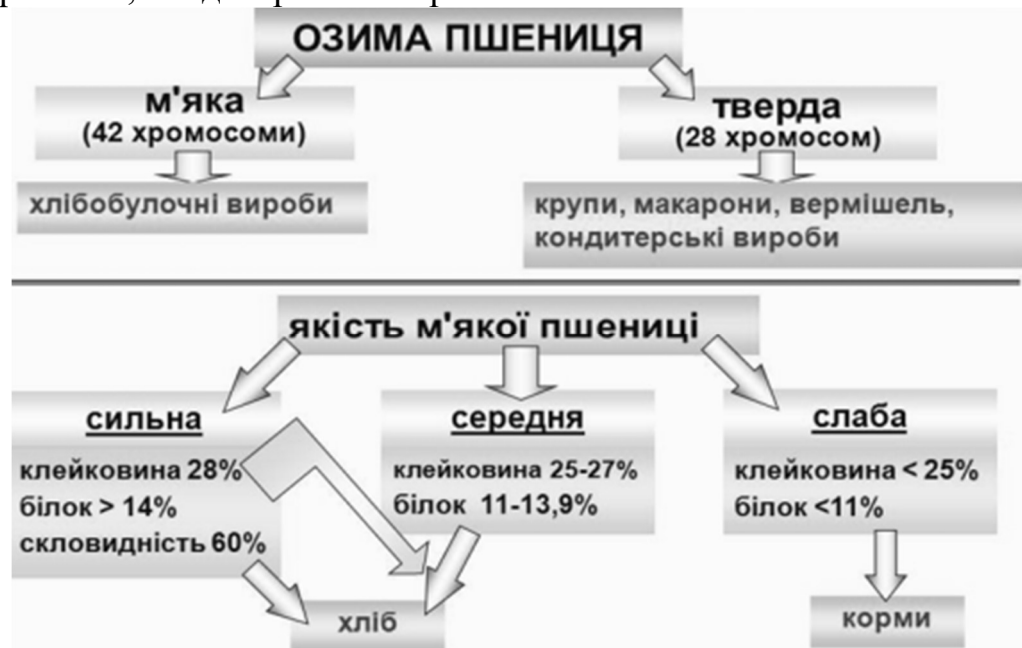 ОЗИМА ПШЕНИЦЯ
м'яка
(42 хромосоми)
тверда
(28 хромосом)
хлібобулочні вироби
крупи, макарони, вермішель,
кондитерські вироби
якість м'якої пшениці
сильна
клейковина 28%
білок > 14%
скловидність 60%
середня
клейковина 25-27%
білок 11-13,9%
слаба
клейковина < 25%
білок <11%
хліб
корми